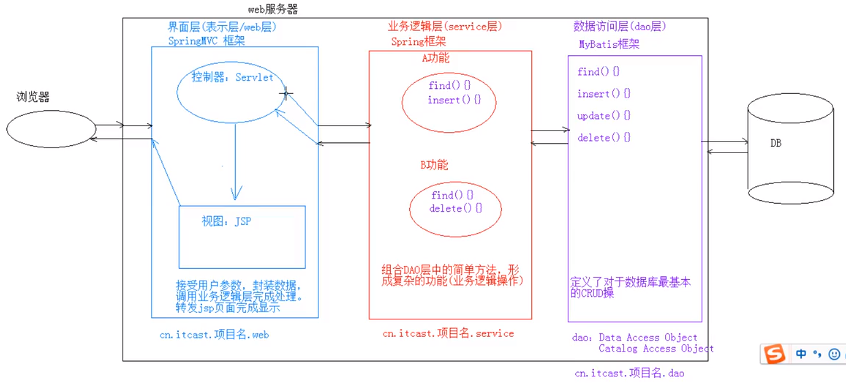 web服务器
界面层(表示层/web层)
SpringMVC 框架
业务逻辑层(service层)
Spring框架
数据访问层(dao层)
MyBatis框架
浏览器
控制器：Servlet
视图：JSP
接受用户参数，封装数据，
调用业务逻辑层完成处理。
转发jsp页面完成显示
cn.itcast.项目名.web
A功能
find(){}
insert(){}
B功能
find(){}
delete(){}
组合DAO层中的简单方法，形
成复杂的功能(业务逻辑操作)
cn.itcast.项目名.service
find(){}
insert(){}
update(){}
delete(){}
定义了对于数据库最基本
的CRUD操
dao：Data Access Object
Catalog Access Object
cn.itcast.项目名.dao
DB
S 中